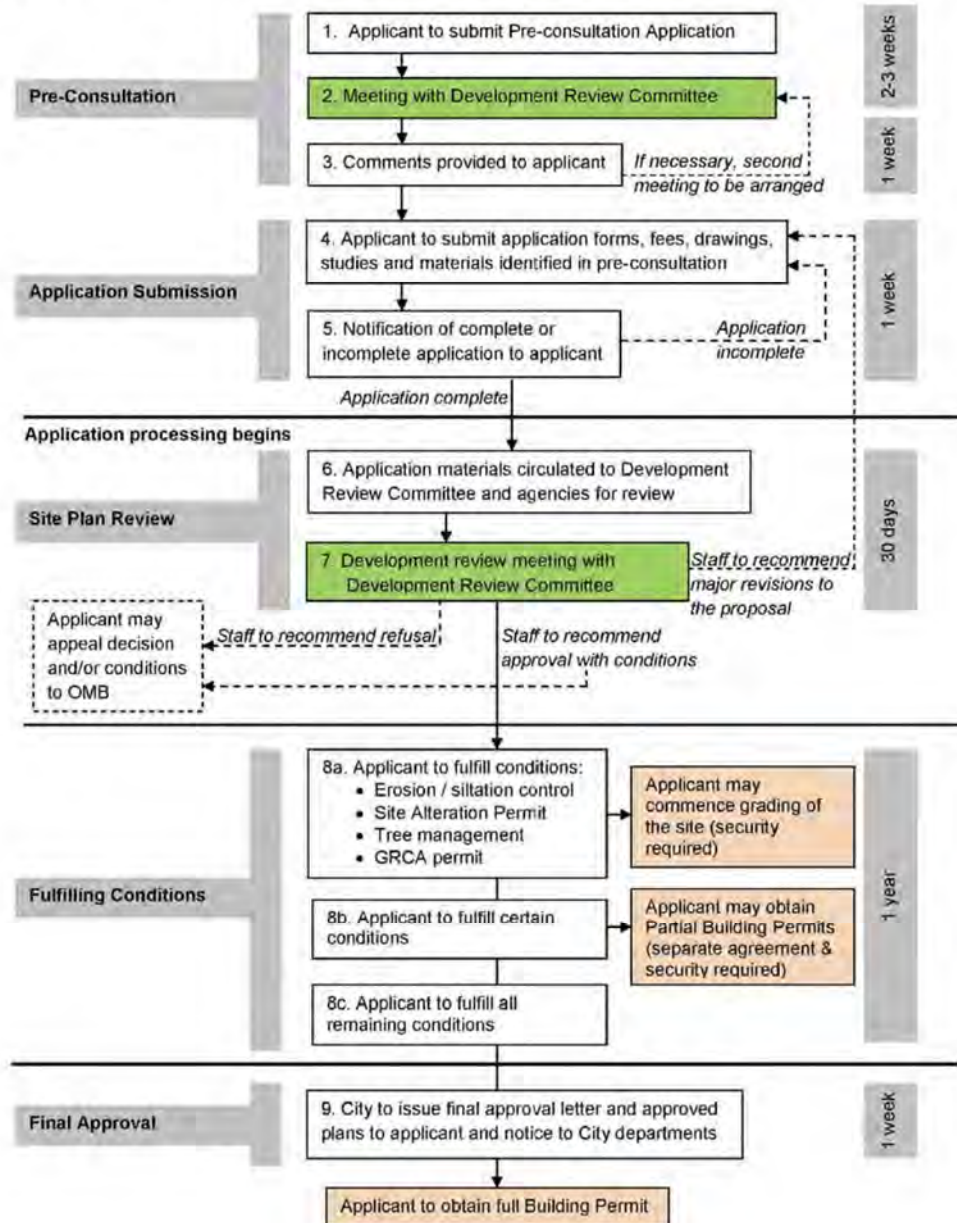 1. Applicant to submit Pre-consultation Application
2-3 weeks
Pre-Consultation
2. Meeting with Development Review Committee
3. Comments provided to applicant
If necessary, second
meeting to be arranged
1 week
4. Applicant to submit application forms, fees, drawings,
studies and materials identified in pre-consultation
Application Submission
1 week
5. Notification of complete or
incomplete application to applicant
Application
incomplete
Application complete
Application processing begins
6. Application materials circulated to Development
Review Committee and agencies for review
Site Plan Review
30 days
7. Development review meeting with
Development Review Committee
Staff to recommend
major revisions to
the proposal
Applicant may
appeal decision
and/or conditions
to OMB
Staff to recommend refusal
Staff to recommend
approval with conditions
8a. Applicant to fulfill conditions:
• Erosion / siltation control
• Site Alteration Permit
• Tree management
• GRCA permit
Applicant may
commence grading of
the site (security
required)
Fulfilling Conditions
1 year
8b. Applicant to fulfill certain
conditions
Applicant may obtain
Partial Building Permits
(separate agreement &
security required)
8c. Applicant to fulfill all
remaining conditions
Final Approval
9. City to issue final approval letter and approved
plans to applicant and notice to City departments
1 week
Applicant to obtain full Building Permit